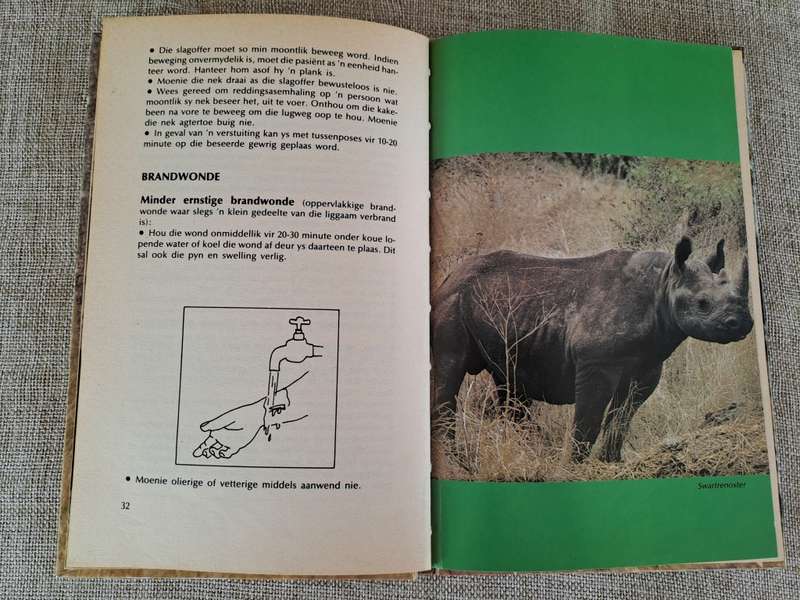 • Die slagoffer moet so min moontlik beweeg word. Indien
beweging onvermydelik is, moet die pasiënt as 'n eenheid han-
teer word. Hanteer hom asof hy 'n plank is.
• Moenie die nek draai as die slagoffer bewusteloos is nie.
• Wees gereed om reddingsasemhaling op 'n persoon wat
moontlik sy nek beseer het, uit te voer. Onthou om die kake-
been na vore te beweeg om die lugweg oop te hou. Moenie
die nek agtertoe buig nie.
• In geval van 'n verstuiting kan ys met tussenposes vir 10-20
minute op die beseerde gewrig geplaas word.
BRANDWONDE
Minder ernstige brandwonde (oppervlakkige brand-
wonde waar slegs 'n klein gedeelte van die liggaam verbrand
is):
• Hou die wond onmiddellik vir 20-30 minute onder koue lo-
pende water of koel die wond af deur ys daarteen te plaas. Dit
sal ook die pyn en swelling verlig.
• Moenie olierige of vetterige middels aanwend nie.
32
Swartrenoster